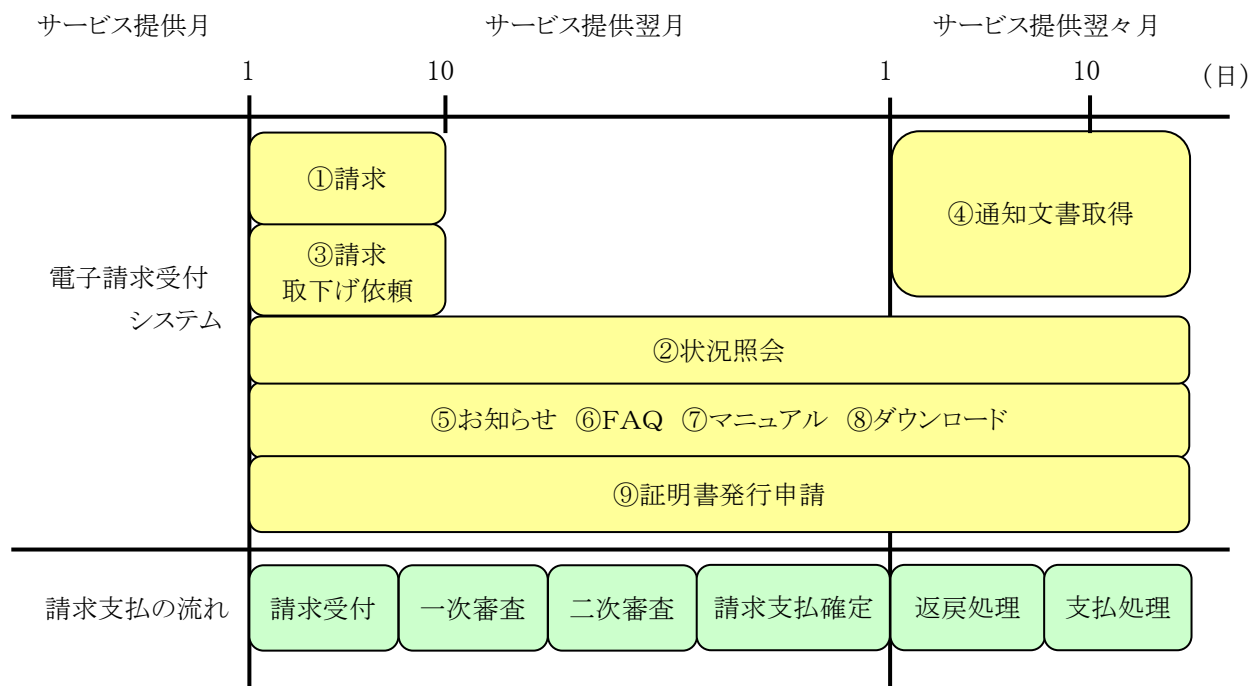 サービス提供月 サービス提供翌月 サービス提供翌々月
1 10 1 10 (日)
①請求
④通知文書取得
③請求
取下げ依頼
電子請求受付
システム
②状況照会
⑤お知らせ ⑥FAQ ⑦マニュアル ⑧ダウンロード
⑨証明書発行申請
請求支払の流れ 請求受付 一次審査 二次審査 請求支払確定 返戻処理 支払処理